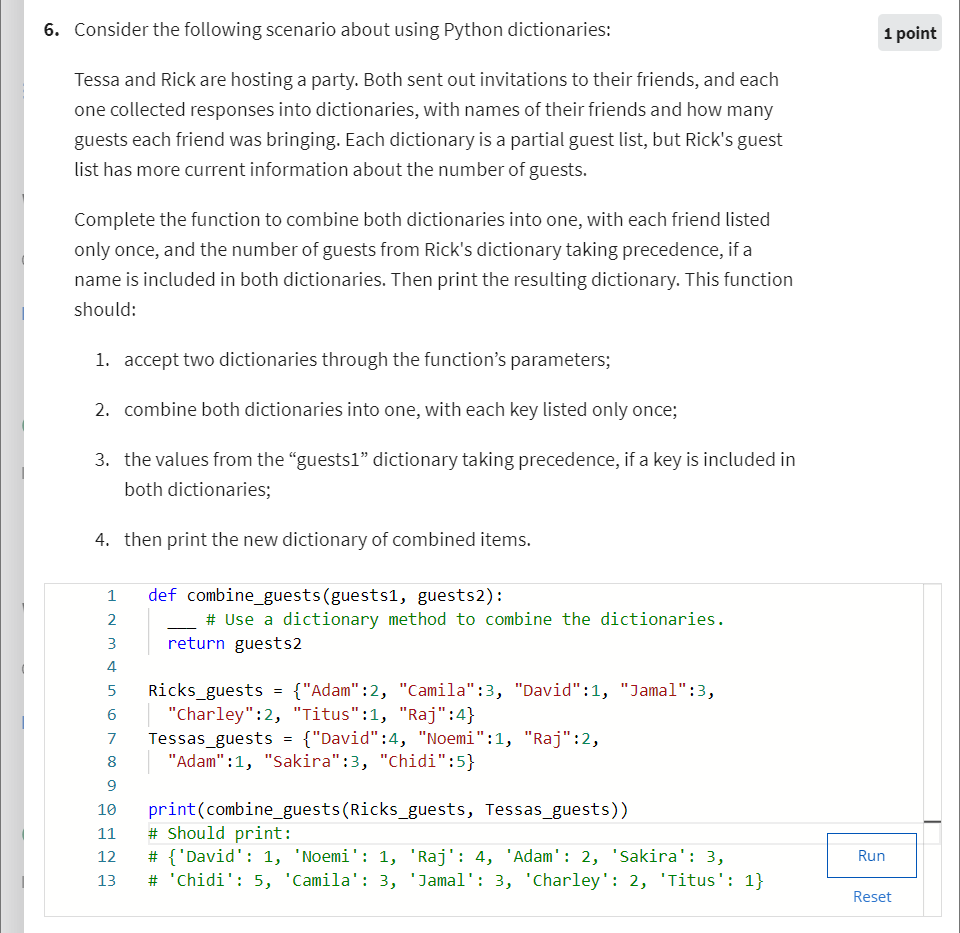 6. Consider the following scenario about using Python dictionaries:
1 point
Tessa and Rick are hosting a party. Both sent out invitations to their friends, and each
one collected responses into dictionaries, with names of their friends and how many
guests each friend was bringing. Each dictionary is a partial guest list, but Rick's guest
list has more current information about the number of guests.
Complete the function to combine both dictionaries into one, with each friend listed
only once, and the number of guests from Rick's dictionary taking precedence, if a
name is included in both dictionaries. Then print the resulting dictionary. This function
should:
1. accept two dictionaries through the function’s parameters;
2. combine both dictionaries into one, with each key listed only once;
3. the values from the “guests1” dictionary taking precedence, if a key is included in
both dictionaries;
4. then print the new dictionary of combined items.
1 def combine_guests(guests1, guests2):
2 ___ # Use a dictionary method to combine the dictionaries.
3 return guests2
4
5 Ricks_guests = {"Adam":2, "Camila":3, "David":1, "Jamal":3,
6 "Charley":2, "Titus":1, "Raj":4}
7 Tessas_guests = {"David":4, "Noemi":1, "Raj":2,
8 "Adam":1, "Sakira":3, "Chidi":5}
9
10 print(combine_guests(Ricks_guests, Tessas_guests))
11 # Should print:
12 # {'David': 1, 'Noemi': 1, 'Raj': 4, 'Adam': 2, 'Sakira': 3,
13 # 'Chidi': 5, 'Camila': 3, 'Jamal': 3, 'Charley': 2, 'Titus': 1}
Run
Reset